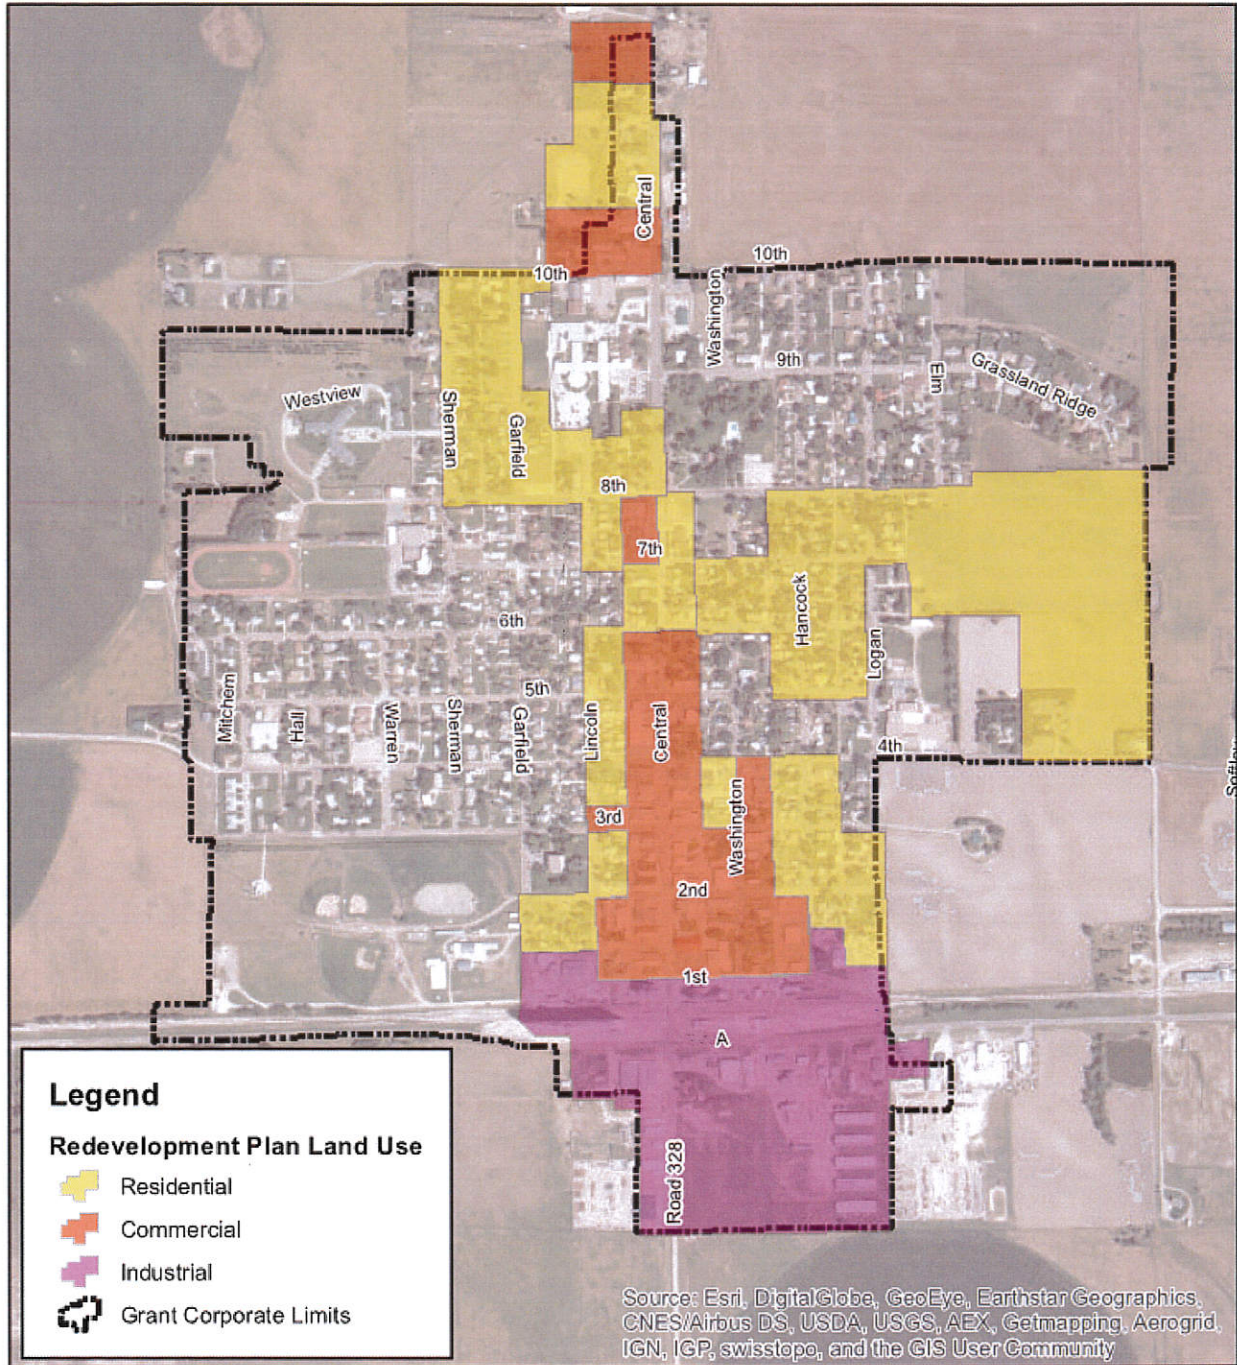 Central
10th
10th
Washington
9th
Elm
Grassland Ridge
Westview
Sherman
Garfield
8th
7th
Hancock
6th
Logan
5th
Mitchem
Hall
Warren
Sherman
Garfield
Lincoln
Central
4th
3rd
Washington
2nd
1st
A
Road 328
Legend
Redevelopment Plan Land Use
Residential
Commercial
Industrial
Grant Corporate Limits
Source: Esri, DigitalGlobe, GeoEye, Earthstar Geographics,
CNES/Airbus DS, USDA, USGS, AEX, Getmapping, Aerogrid,
IGN, IGP, swisstopo, and the GIS User Community